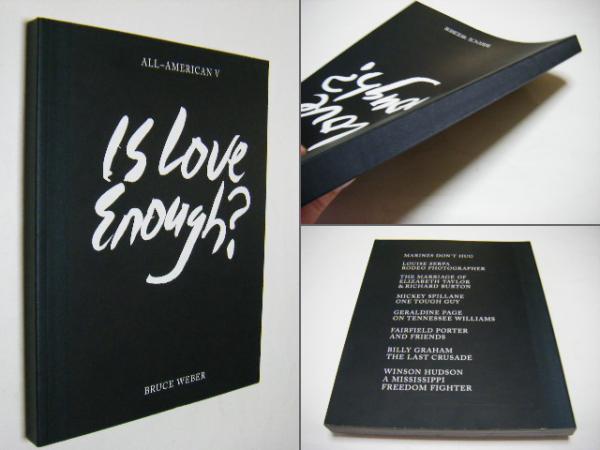 ALL-AMERICAN V
Is Love
Enough?
BRUCE WEBER
BRUCE WEBER
Love
Enough?
MARINES DON'T HUG
LOUISE SERPA
RODEO PHOTOGRAPHER
THE MARRIAGE OF
ELIZABETH TAYLOR
& RICHARD BURTON
MICKEY SPILLANE
ONE TOUGH GUY
GERALDINE PAGE
ON TENNESSEE WILLIAMS
FAIRFIELD PORTER
AND FRIENDS
BILLY GRAHAM
THE LAST CRUSADE
WINSON HUDSON
A MISSISSIPPI
FREEDOM FIGHTER